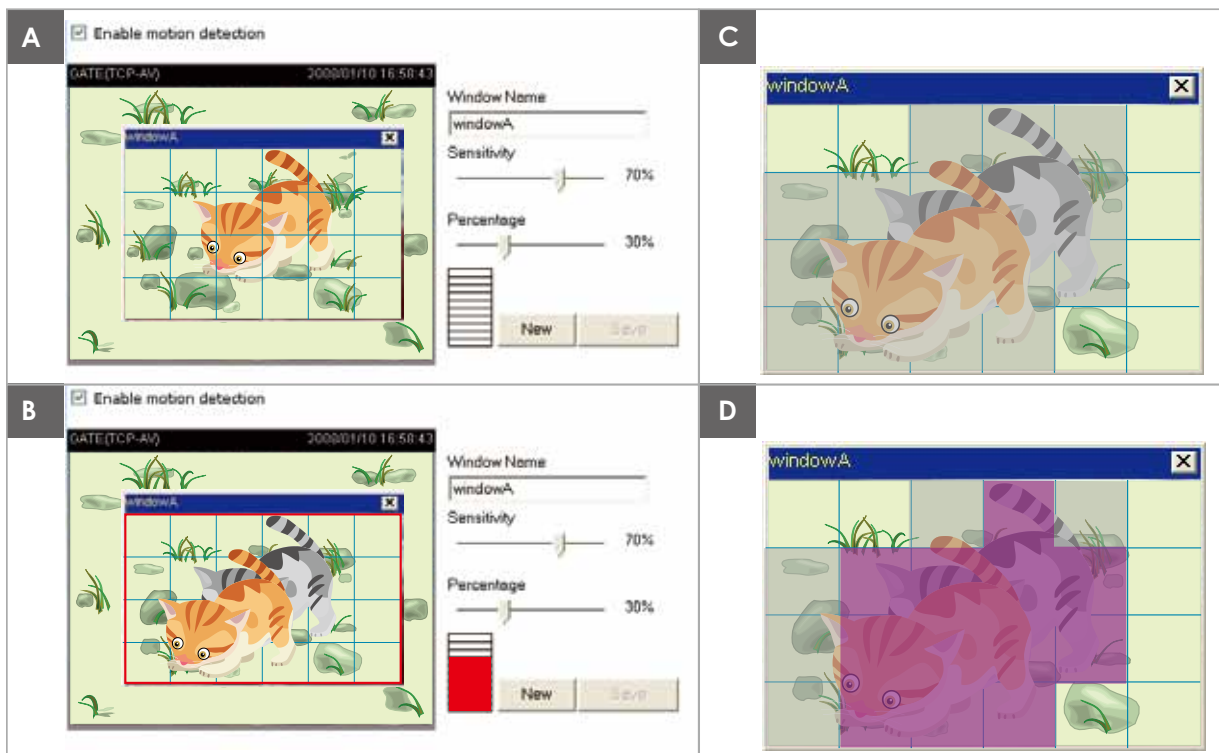 A
Enable motion detection
GATE(TCP-AV) 2008/01/10 16:58:43
windowA
Window Name
windowA
Sensitivity
70%
Percentage
30%
New Save
C
windowA
B
Enable motion detection
GATE(TCP-AV) 2008/01/10 16:58:43
windowA
Window Name
windowA
Sensitivity
70%
Percentage
30%
New Save
D
windowA